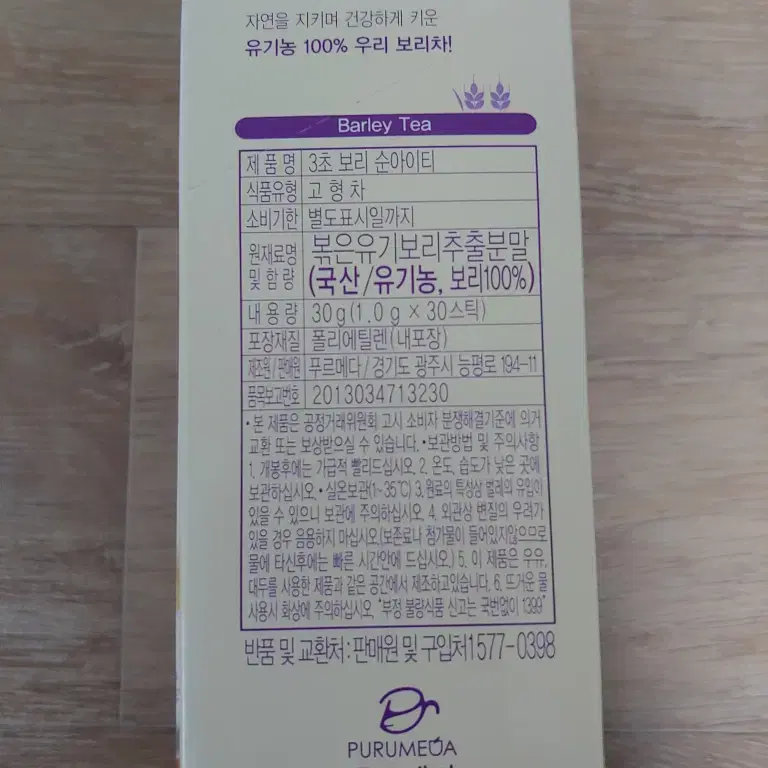 자연을 지키며 건강하게 키운
유기농 100% 우리 보리차!
Barley Tea
제품명 3초 보리 순아이티
식품유형 고형차
소비기한 별도표시일까지
원재료명 및 함량 볶은유기보리추출분말
(국산/유기농, 보리100%)
내용량 30g(1.0g × 30스틱)
포장재질 폴리에틸렌(내포장)
제조원/판매원 푸르메다/경기도 광주시 능평로 194-11
품목보고번호 2013034713230
•본 제품은 공정거래위원회 고시 소비자 분쟁해결기준에 의거
교환 또는 보상받으실 수 있습니다. •보관방법 및 주의사항
1. 개봉후에는 가급적 빨리드십시오. 2. 온도, 습도가 낮은 곳에
보관하십시오. •실온보관(1~35℃) 3. 원료의 특성상 벌레의 유입이
있을 수 있으니 보관에 주의하십시오. 4. 외관상 변질의 우려가
있을 경우 음용하지 마십시오.(보존료나 첨가물이 들어있지않으므로
물에 타신후에는 빠른 시간안에 드십시오.) 5. 이 제품은 우유,
대두를 사용한 제품과 같은 공간에서 제조하고있습니다. 6. 뜨거운 물
사용시 화상에 주의하십시오. "부정 불량식품 신고는 국번없이 1399"
반품 및 교환처 : 판매원 및 구입처1577-0398
Dr
PURUMEDA